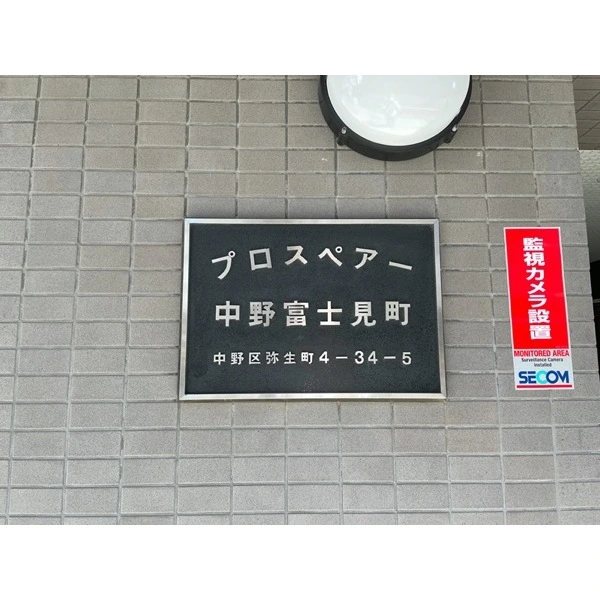 プロスペアー
中野富士見町
中野区弥生町4-34-5
監視カメラ設置
MONITORED AREA
Surveillance Camera
Installed
SECOM